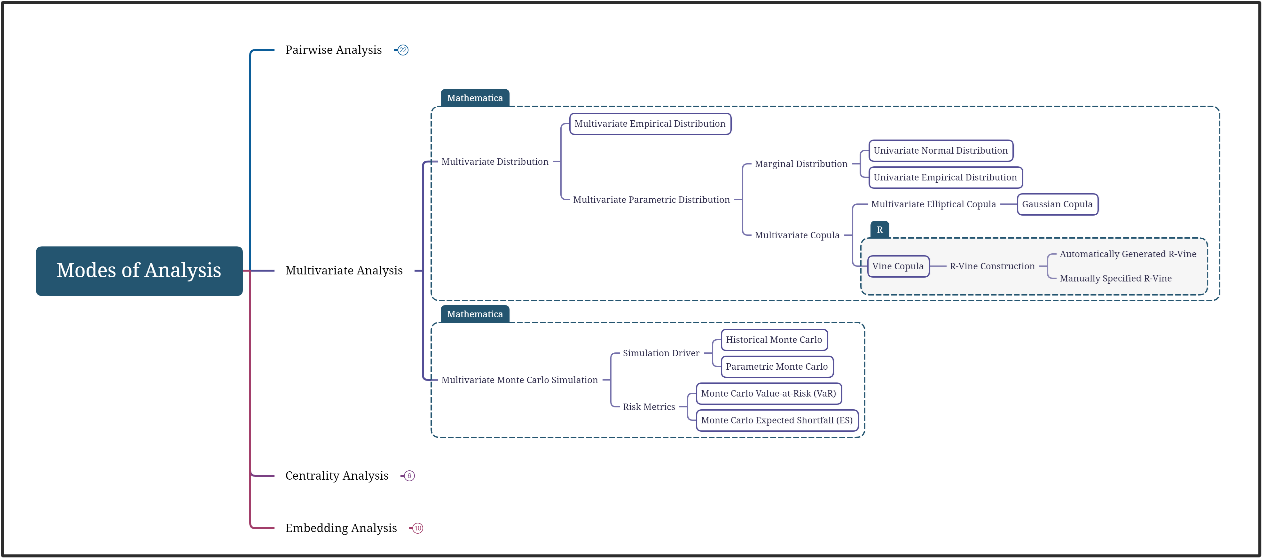 Modes of Analysis
Pairwise Analysis
22
Multivariate Analysis
Mathematica
Multivariate Distribution
Multivariate Empirical Distribution
Multivariate Parametric Distribution
Marginal Distribution
Univariate Normal Distribution
Univariate Empirical Distribution
Multivariate Copula
Multivariate Elliptical Copula
Gaussian Copula
R
Vine Copula
R-Vine Construction
Automatically Generated R-Vine
Manually Specified R-Vine
Mathematica
Multivariate Monte Carlo Simulation
Simulation Driver
Historical Monte Carlo
Parametric Monte Carlo
Risk Metrics
Monte Carlo Value at Risk (VaR)
Monte Carlo Expected Shortfall (ES)
Centrality Analysis
6
Embedding Analysis
10